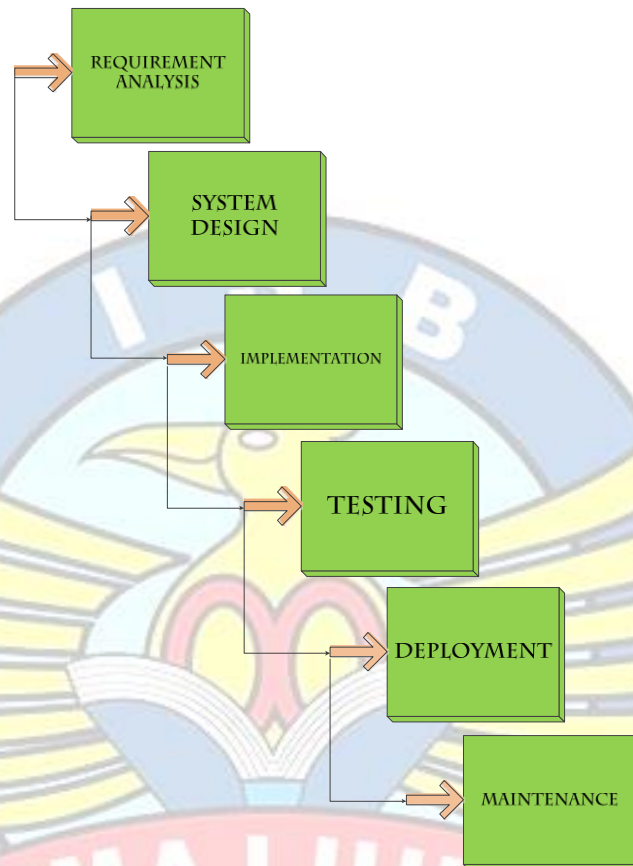 REQUIREMENT
ANALYSIS
SYSTEM
DESIGN
I B
IMPLEMENTATION
TESTING
DEPLOYMENT
MAINTENANCE